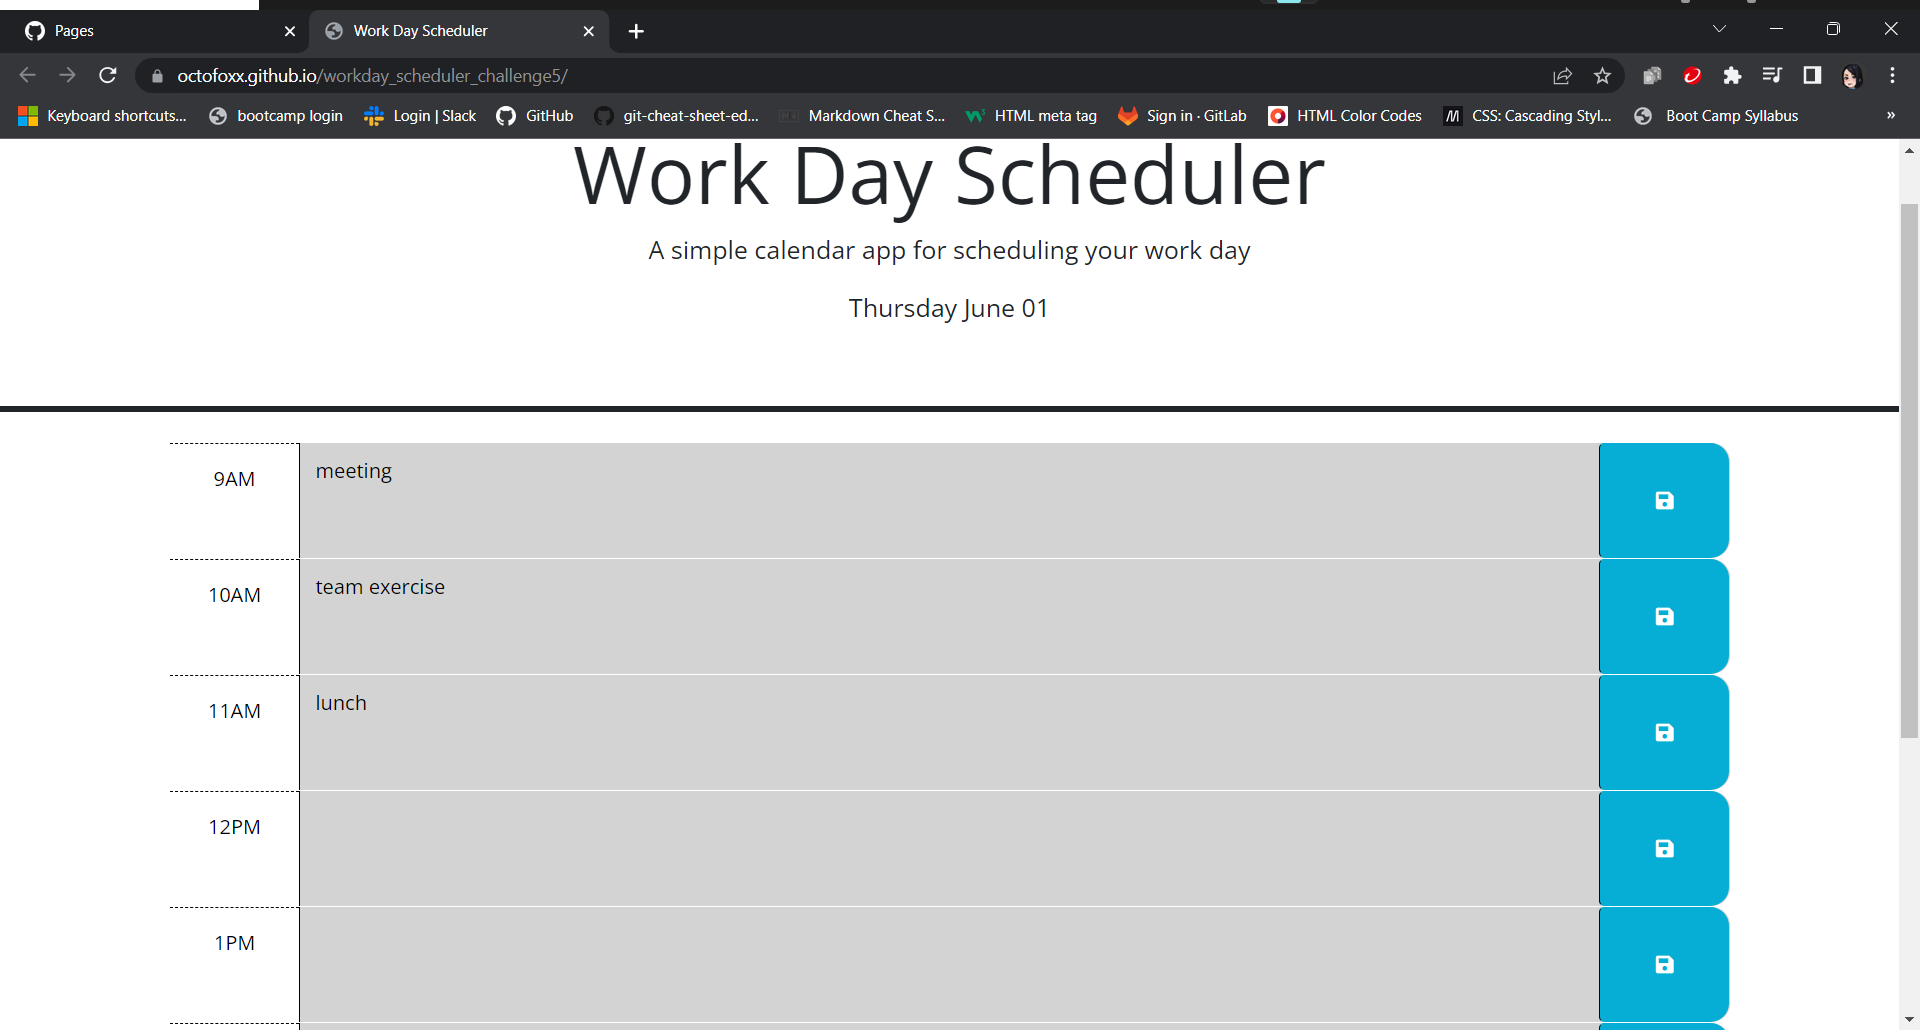 Pages
Work Day Scheduler
octofoxx.github.io/workday_scheduler_challenge5/
Keyboard shortcuts...
bootcamp login
Login | Slack
GitHub
git-cheat-sheet-ed...
Markdown Cheat S...
HTML meta tag
Sign in · GitLab
HTML Color Codes
CSS: Cascading Styl...
Boot Camp Syllabus
»
Work Day Scheduler
A simple calendar app for scheduling your work day
Thursday June 01
9AM
meeting
10AM
team exercise
11AM
lunch
12PM
1PM